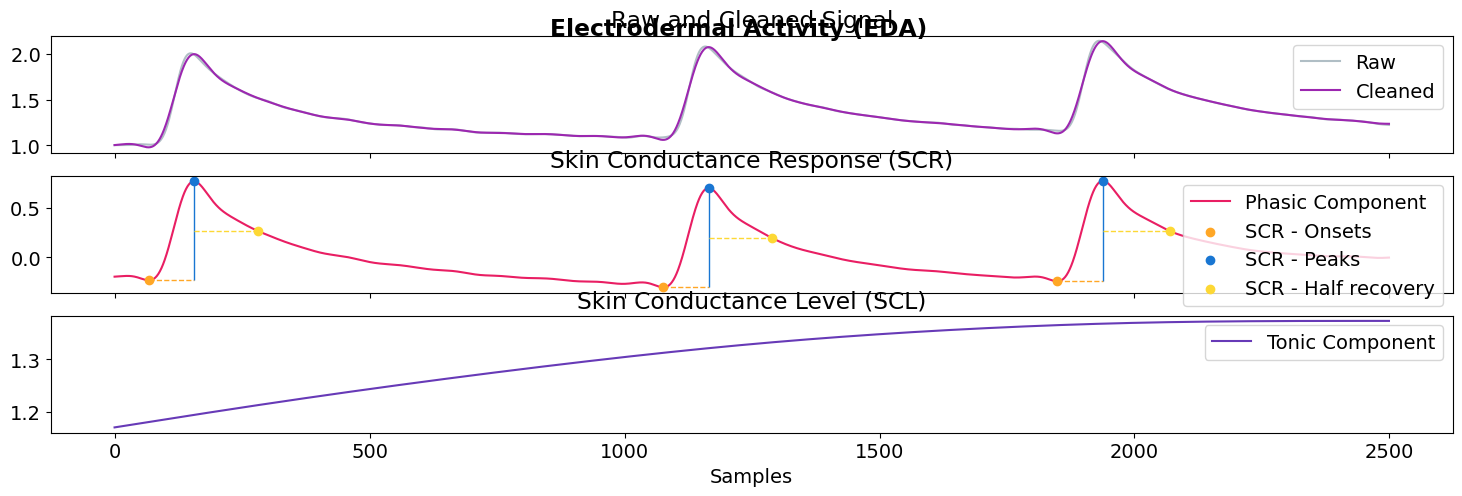 Raw and Cleaned Signal
Electrodermal Activity (EDA)
2.0
1.5
1.0
Raw
Cleaned
Skin Conductance Response (SCR)
0.5
0.0
Phasic Component
SCR - Onsets
SCR - Peaks
SCR - Half recovery
Skin Conductance Level (SCL)
1.3
1.2
Tonic Component
0 500 1000 1500 2000 2500
Samples